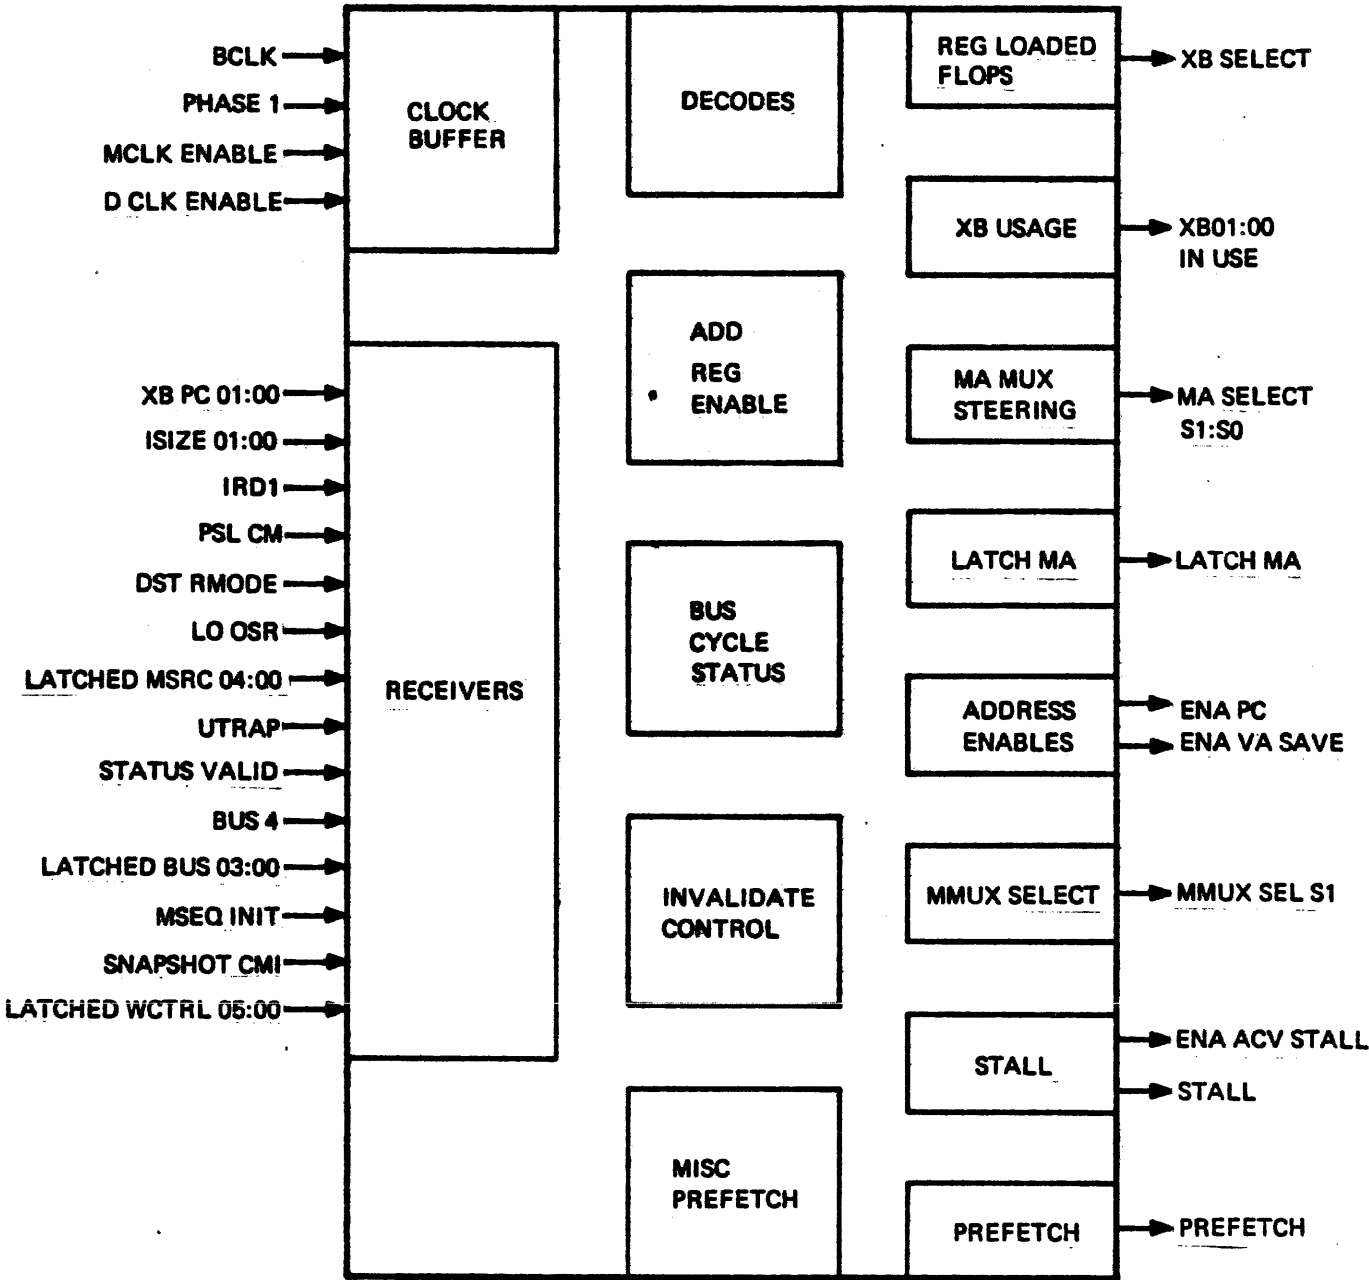 BCLK
PHASE 1
MCLK ENABLE
D CLK ENABLE
CLOCK
BUFFER
XB PC 01:00
ISIZE 01:00
IRD1
PSL CM
DST RMODE
LO OSR
LATCHED MSRC 04:00
UTRAP
STATUS VALID
BUS 4
LATCHED BUS 03:00
MSEQ INIT
SNAPSHOT CMI
LATCHED WCTRL 05:00
RECEIVERS
DECODES
ADD
REG
ENABLE
BUS
CYCLE
STATUS
INVALIDATE
CONTROL
MISC
PREFETCH
REG LOADED
FLOPS
XB SELECT
XB USAGE
XB01:00
IN USE
MA MUX
STEERING
MA SELECT
S1:S0
LATCH MA
LATCH MA
ADDRESS
ENABLES
ENA PC
ENA VA SAVE
MMUX SELECT
MMUX SEL S1
STALL
ENA ACV STALL
STALL
PREFETCH
PREFETCH